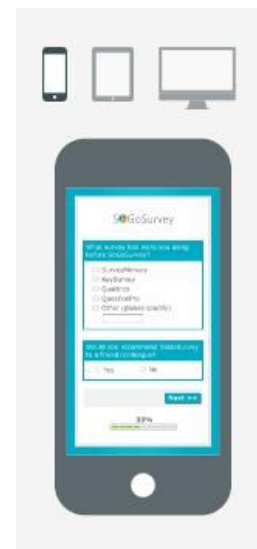 SoGoSurvey
What survey tool were you using
before SoGoSurvey?
SurveyMonkey
KeySurvey
Qualtrics
QuestionPro
Other (please specify)
Would you recommend SoGoSurvey
to a friend/colleague?
Yes No
Next >>
33%